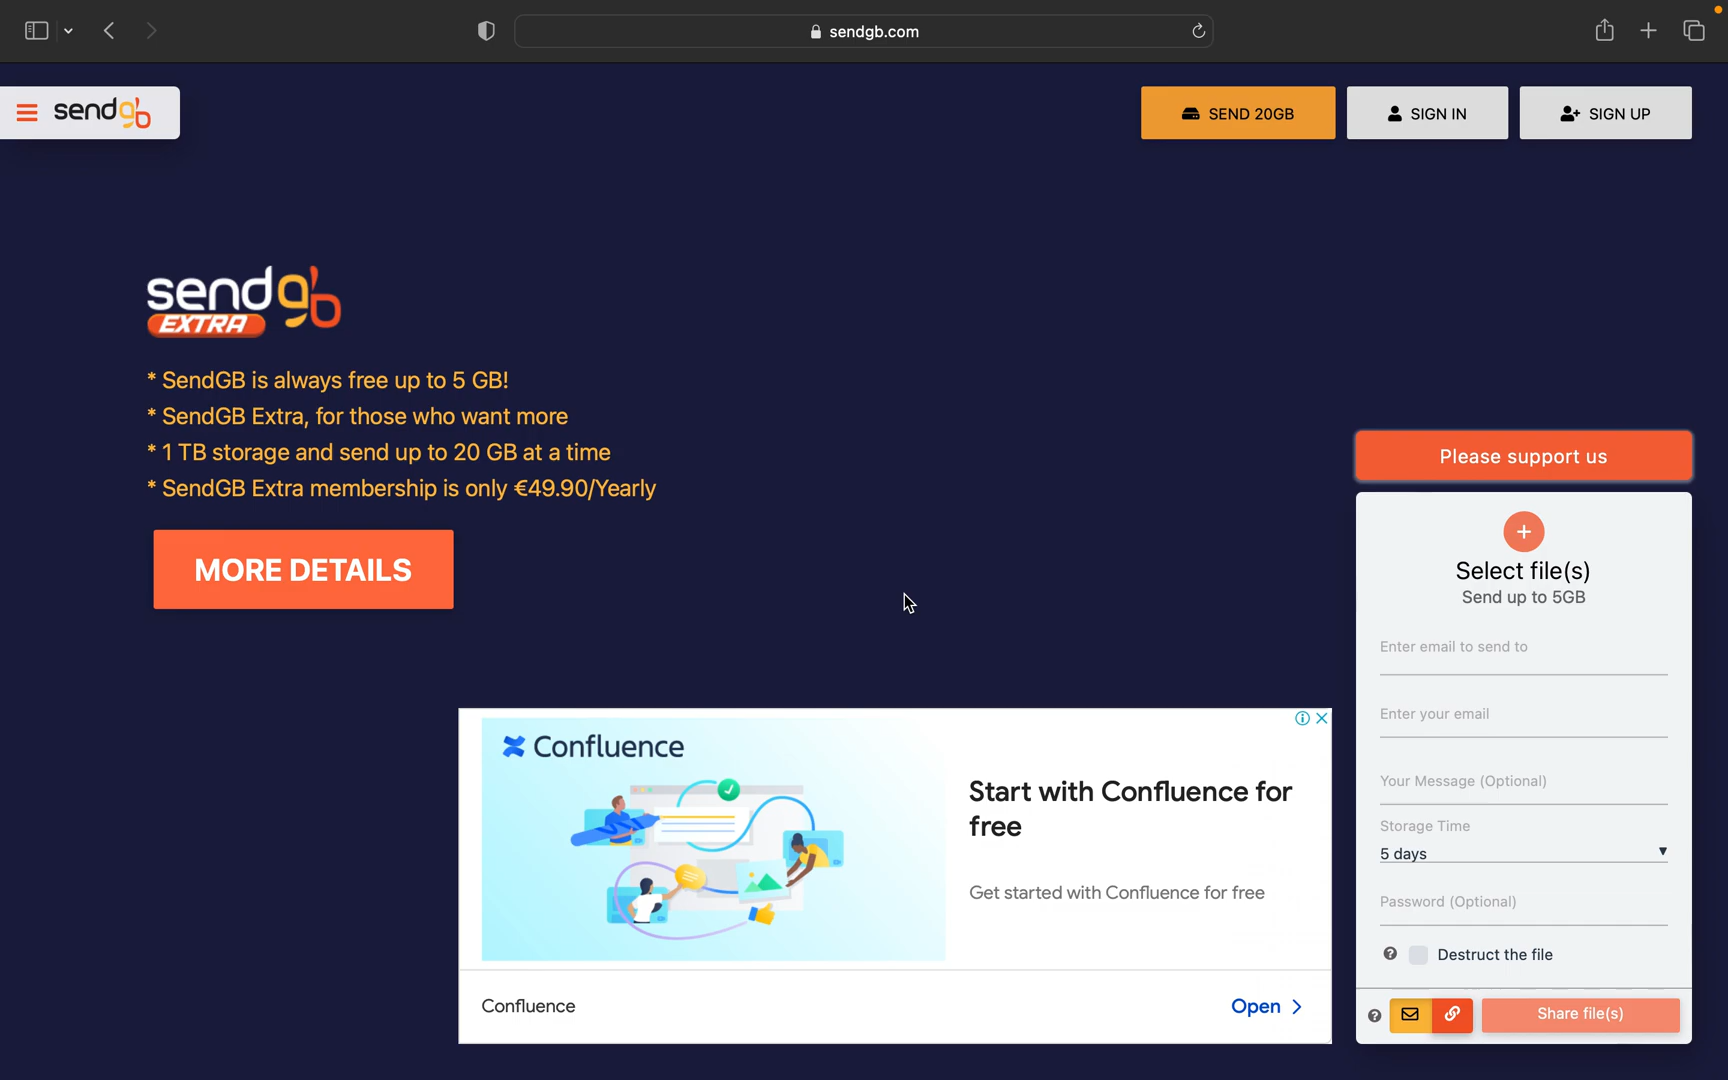 sendgb.com
sendgb
SEND 20GB
SIGN IN
SIGN UP
sendgb
EXTRA
* SendGB is always free up to 5 GB!
* SendGB Extra, for those who want more
* 1 TB storage and send up to 20 GB at a time
* SendGB Extra membership is only €49.90/Yearly
MORE DETAILS
Please support us
Select file(s)
Send up to 5GB
Enter email to send to
Enter your email
Your Message (Optional)
Storage Time
5 days
Password (Optional)
Destruct the file
Share file(s)
Confluence
Start with Confluence for
free
Get started with Confluence for free
Confluence
Open